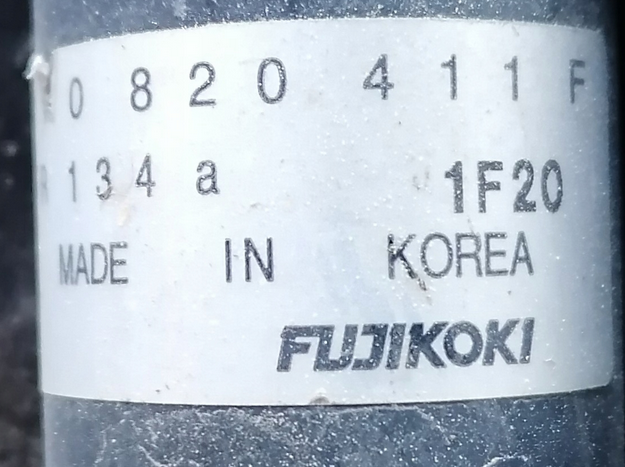 0 8 2 0 4 1 1 F
R 1 3 4 a 1F20
MADE IN KOREA
FUJIKOKI